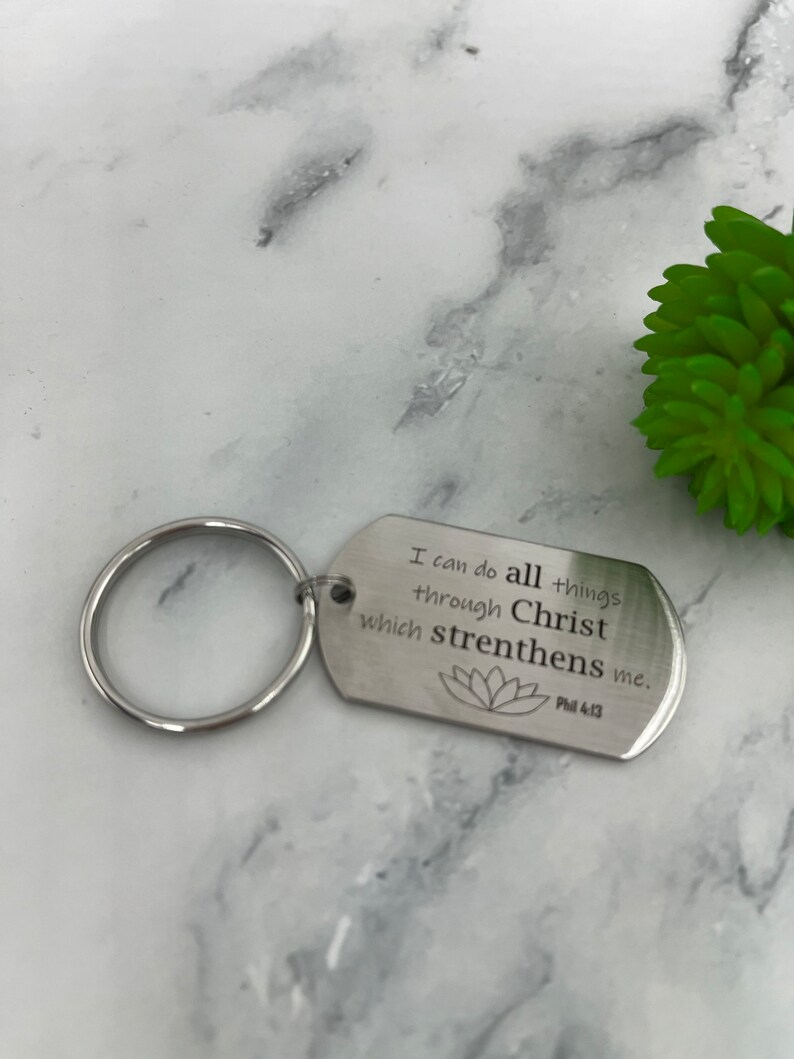 I can do all things
through Christ
which strenthens me.
Phil 4:13